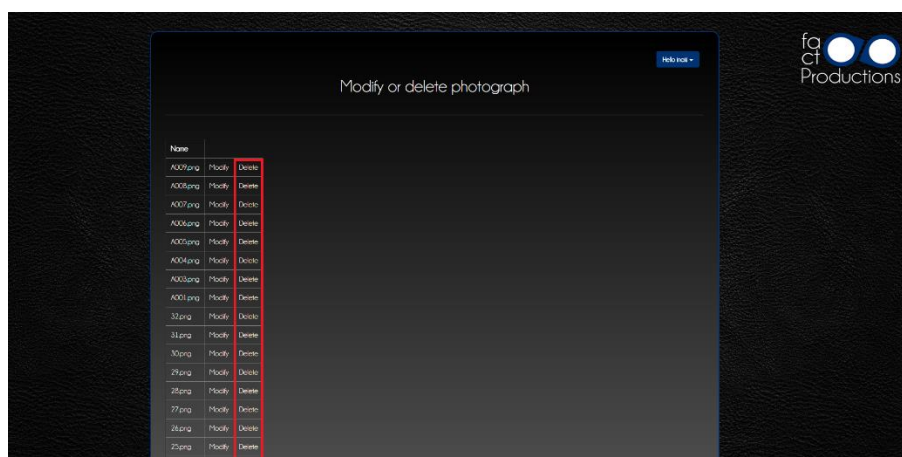 fa
ct
Productions
Modify or delete photograph
Name
A009.png Modify Delete
A008.png Modify Delete
A007.png Modify Delete
A006.png Modify Delete
A005.png Modify Delete
A004.png Modify Delete
A003.png Modify Delete
A001.png Modify Delete
32.png Modify Delete
31.png Modify Delete
30.png Modify Delete
29.png Modify Delete
28.png Modify Delete
27.png Modify Delete
26.png Modify Delete
25.png Modify Delete